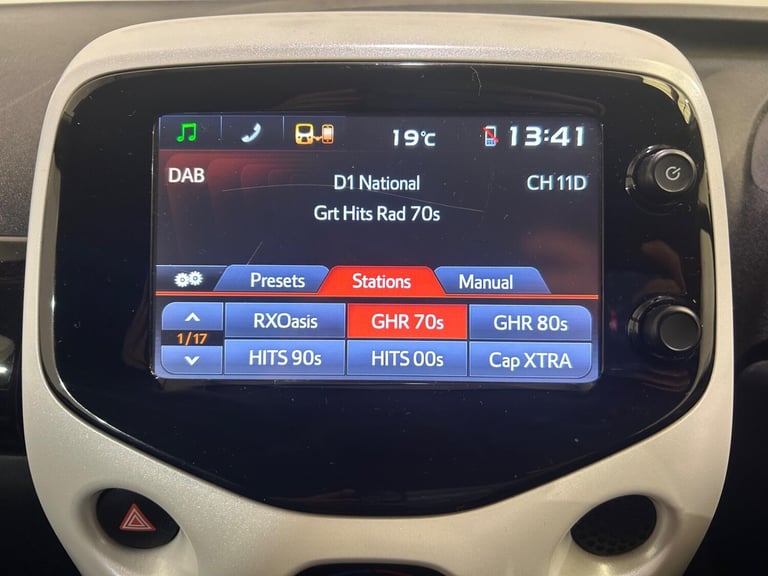 19°C 13:41
DAB D1 National CH 11D
Grt Hits Rad 70s
Presets Stations Manual
RXOasis GHR 70s GHR 80s
1/17
HITS 90s HITS 00s Cap XTRA